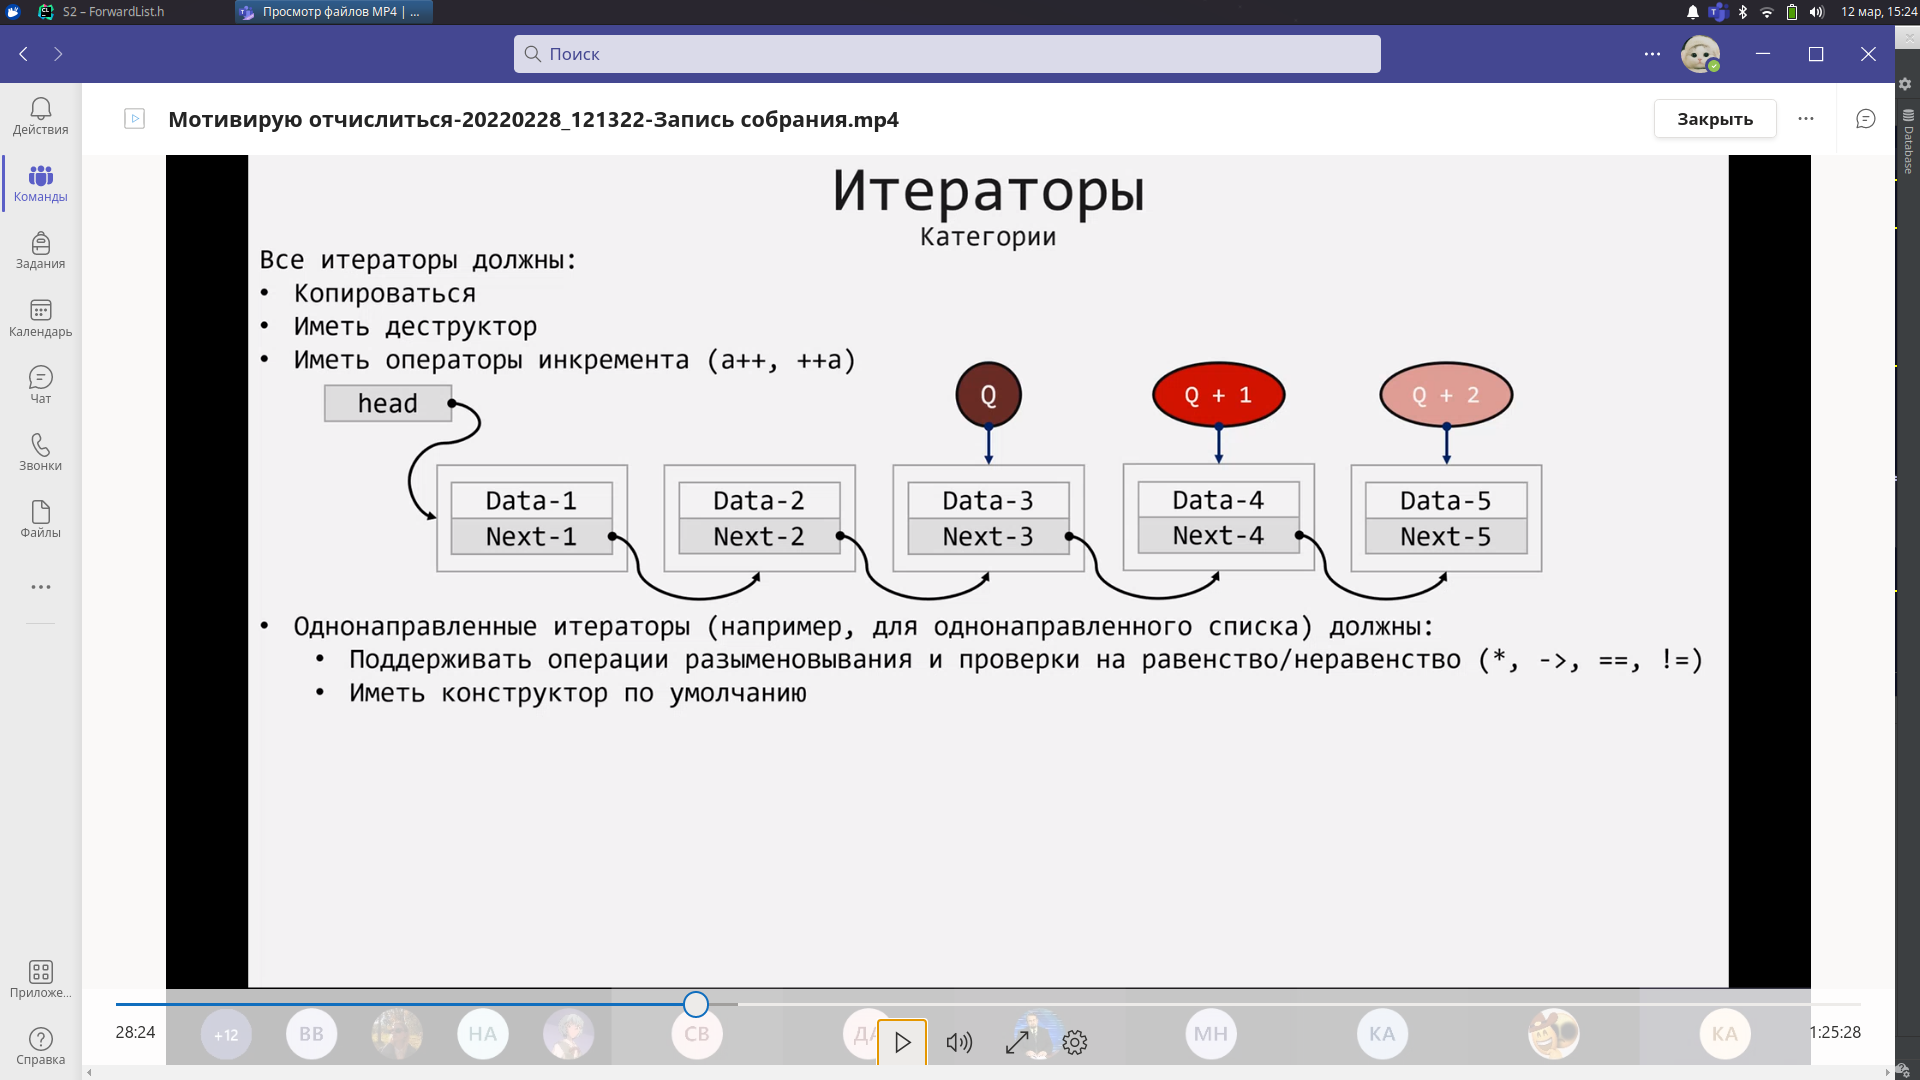 S2 – ForwardList.h
Просмотр файлов MP4 | ...
12 мар, 15:24
Поиск
Действия
Команды
Задания
Календарь
Чат
Звонки
Файлы
Приложе...
Справка
Мотивирую отчислиться-20220228_121322-Запись собрания.mp4
Закрыть
Database
Итераторы
Категории
Все итераторы должны:
• Копироваться
• Иметь деструктор
• Иметь операторы инкремента (a++, ++a)
head
Q
Q + 1
Q + 2
Data-1
Next-1
Data-2
Next-2
Data-3
Next-3
Data-4
Next-4
Data-5
Next-5
• Однонаправленные итераторы (например, для однонаправленного списка) должны:
• Поддерживать операции разыменовывания и проверки на равенство/неравенство (*, ->, ==, !=)
• Иметь конструктор по умолчанию
28:24
+12
ВВ
НА
СВ
ДА
МН
КА
КА
1:25:28